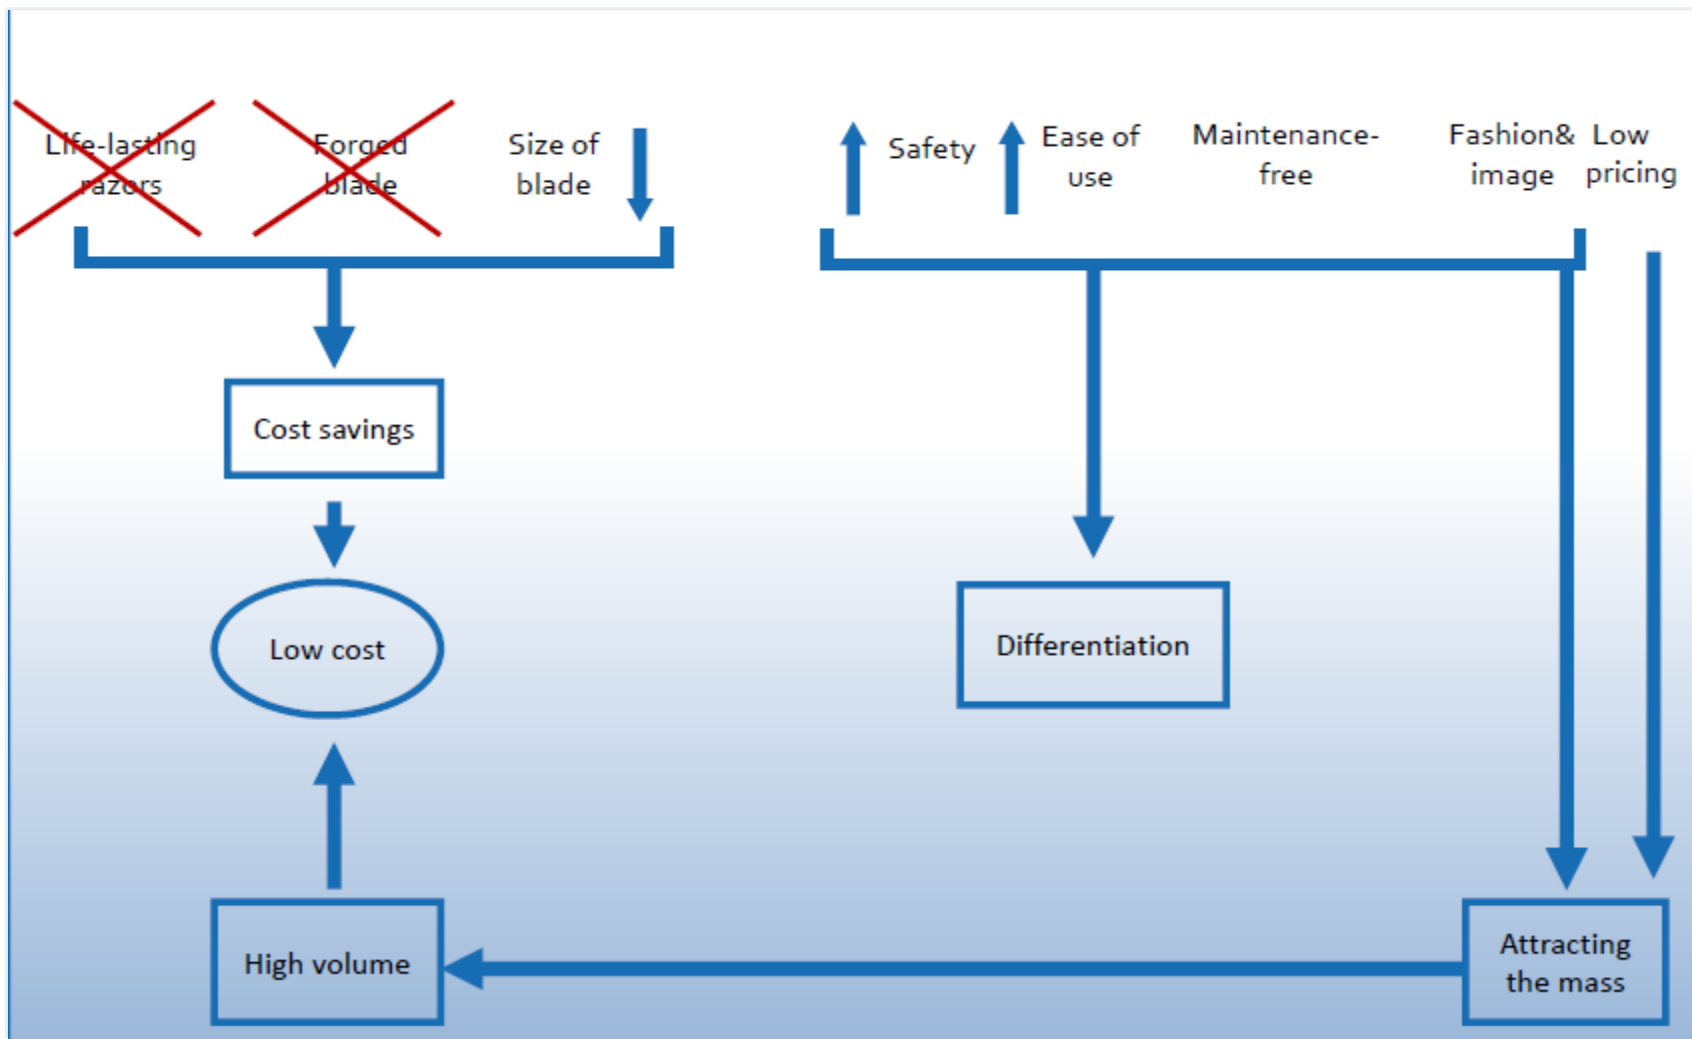 Life-lasting
razors
Forged
blade
Size of
blade
Safety
Ease of
use
Maintenance-
free
Fashion&
image
Low
pricing
Cost savings
Low cost
Differentiation
High volume
Attracting
the mass